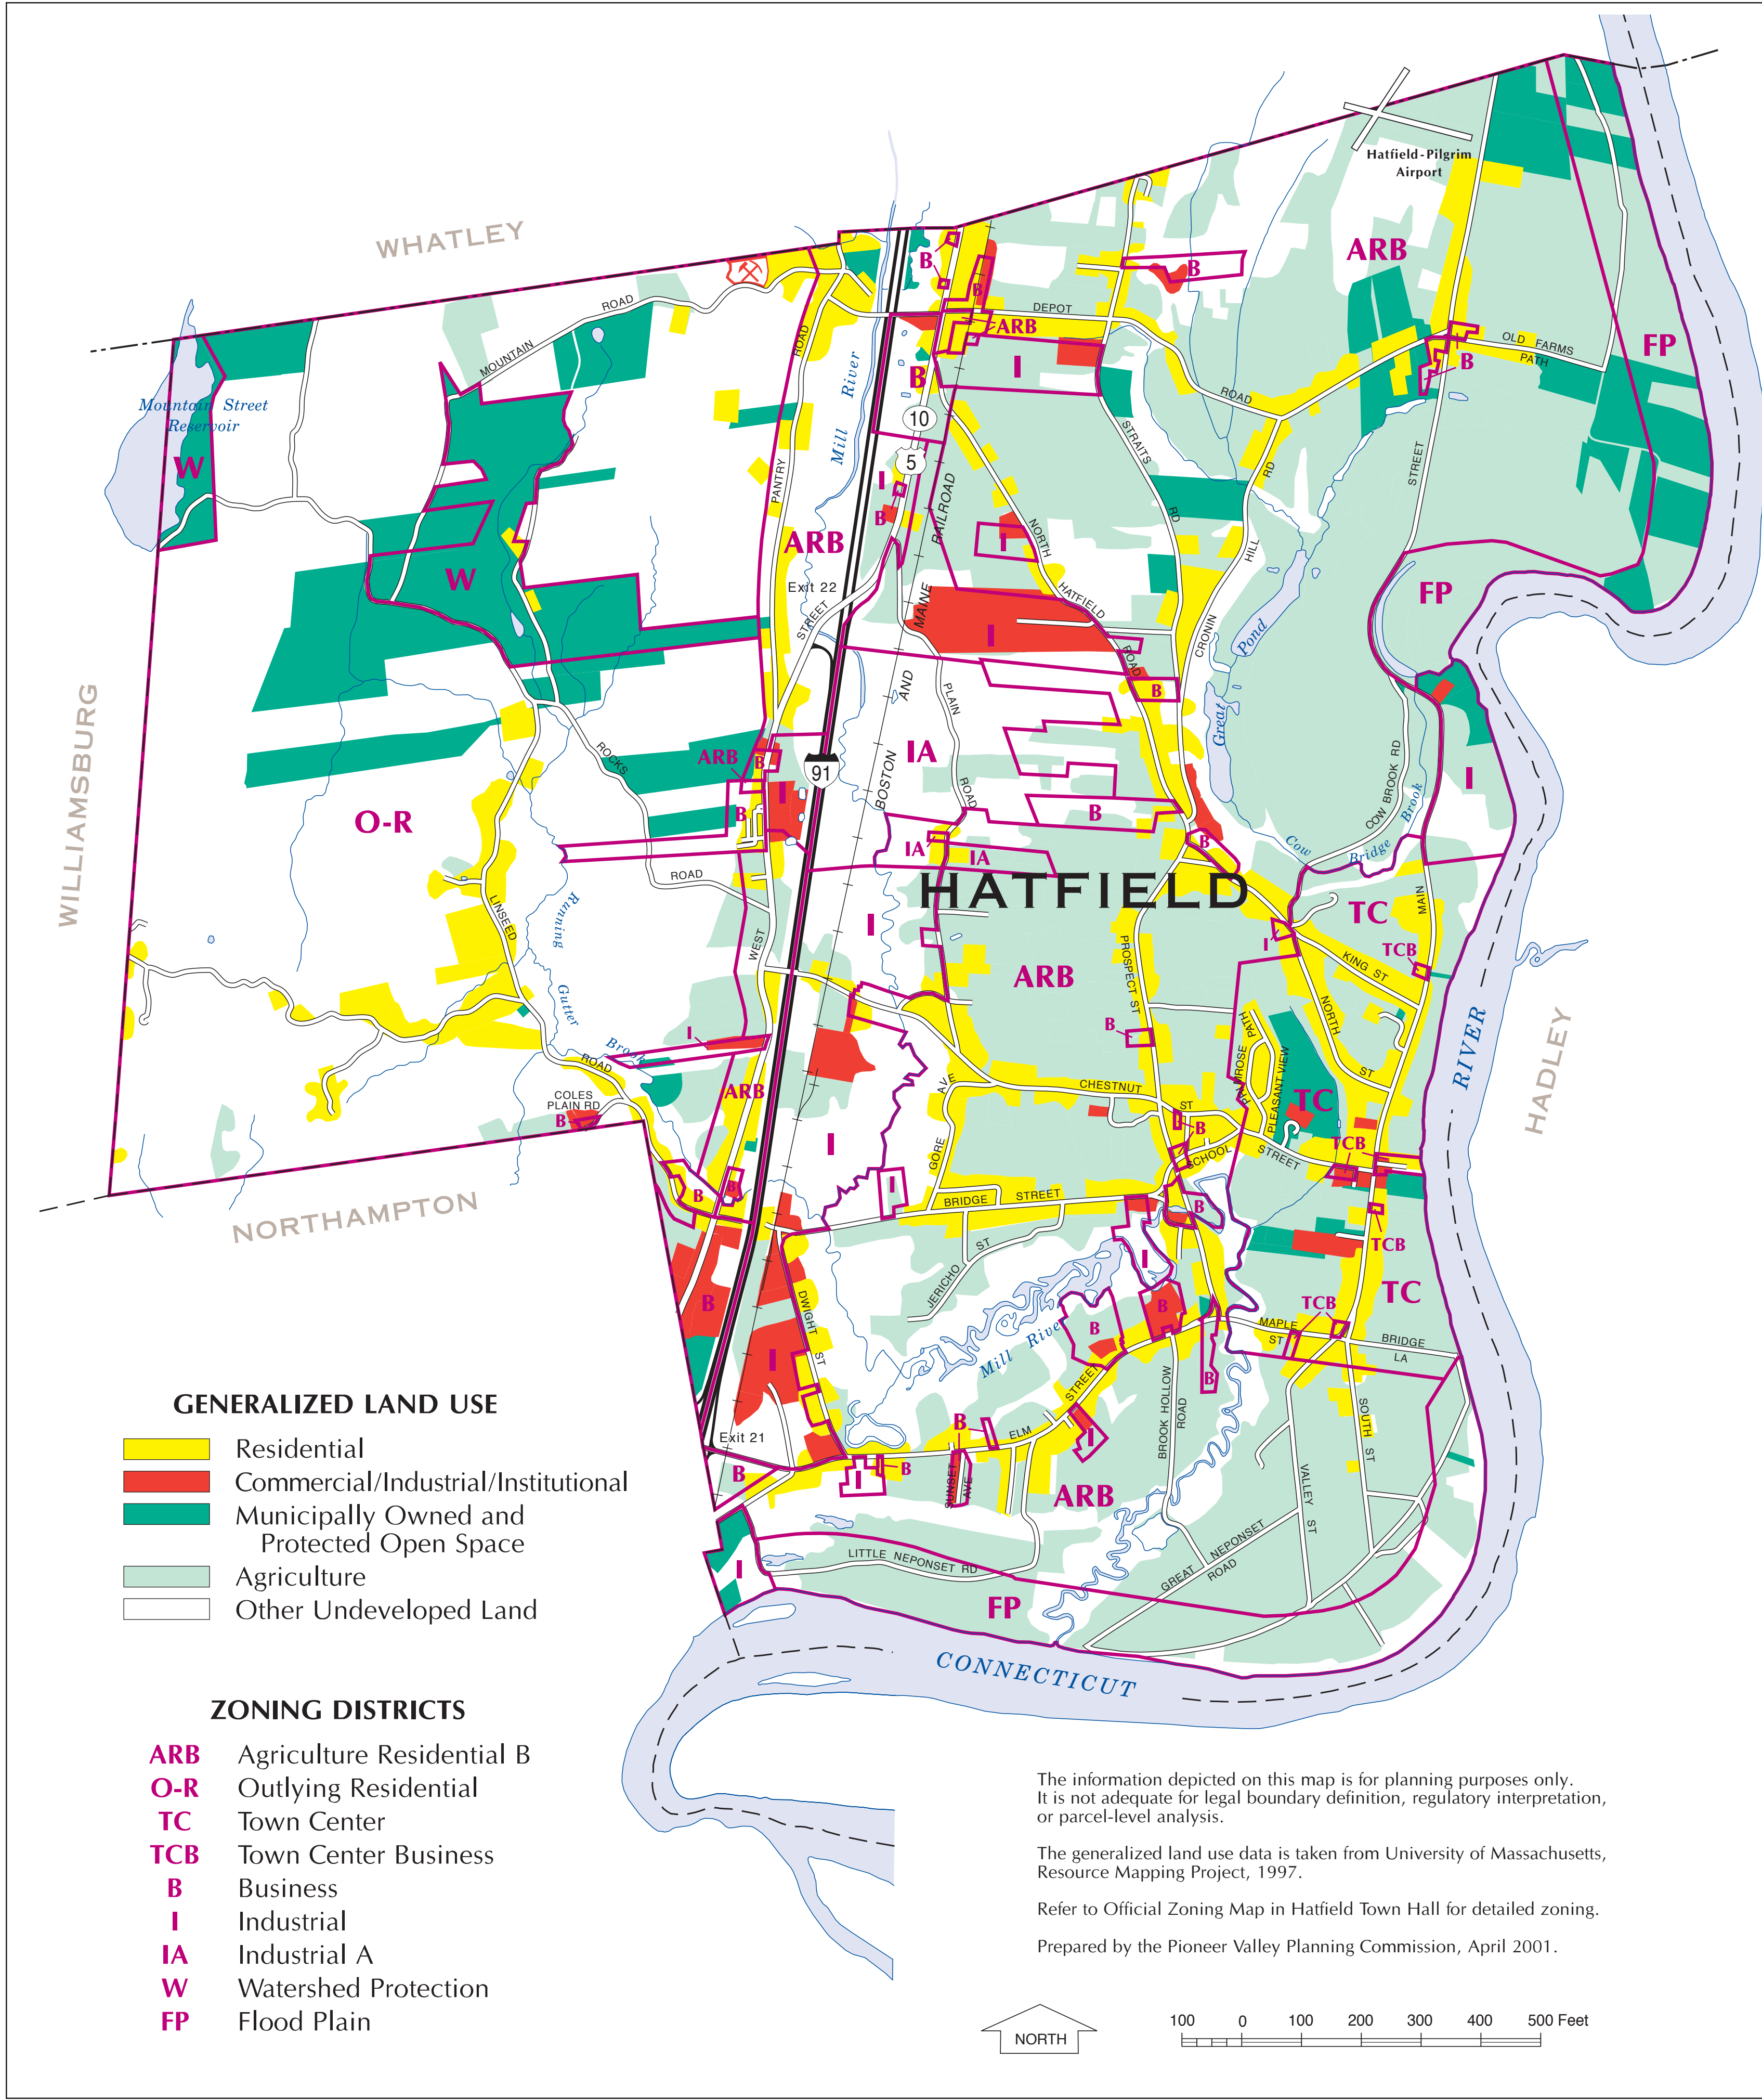 Hatfield-Pilgrim
Airport
WHATLEY
ARB
B
B
B
DEPOT
ARB
ROAD
MOUNTAIN
ROAD
FP
OLD FARMS
PATH
B
I
B
Mill River
Mountain Street
Reservoir
W
ROAD
10
STRAITS
RD
5
I
B
PANTRY
RAILROAD
STREET
RD
HILL
CRONIN
NORTH
HATFIELD
ROAD
I
ARB
W
Exit 22
STREET
MAINE
I
FP
Great
Pond
AND
PLAIN
ROAD
B
WILLIAMSBURG
IA
BOSTON
ROCKS
ROAD
ARB
B
I
B
91
COW BROOK RD
I
O-R
B
IA
IA
B
Cow
Bridge
Brook
HATFIELD
LINSEED
ROAD
Running
Gutter
Brook
WEST
I
TC
MAIN
TCB
I
KING ST
ARB
PROSPECT ST
B
NORTH
ST
PRIMROSE
PATH
PLEASANT VIEW
TC
RIVER
HADLEY
I
ARB
COLES
PLAIN RD
B
AVE
GORE
CHESTNUT
ST
B
SCHOOL
STREET
TCB
I
I
B
B
NORTHAMPTON
BRIDGE
STREET
B
TCB
JERICHO
ST
I
TC
B
DWIGHT
ST
I
Mill River
B
B
TCB
MAPLE
ST
BRIDGE
LA
B
STREET
BROOK HOLLOW
ROAD
SOUTH
ST
GENERALIZED LAND USE
Residential
Commercial/Industrial/Institutional
Municipally Owned and
Protected Open Space
Agriculture
Other Undeveloped Land
Exit 21
B
B
ELM
I
I
B
SUNSET
AVE
ARB
VALLEY ST
LITTLE NEPONSET RD
GREAT NEPONSET
ROAD
I
FP
CONNECTICUT
ZONING DISTRICTS
ARB Agriculture Residential B
O-R Outlying Residential
TC Town Center
TCB Town Center Business
B Business
I Industrial
IA Industrial A
W Watershed Protection
FP Flood Plain
The information depicted on this map is for planning purposes only.
It is not adequate for legal boundary definition, regulatory interpretation,
or parcel-level analysis.
The generalized land use data is taken from University of Massachusetts,
Resource Mapping Project, 1997.
Refer to Official Zoning Map in Hatfield Town Hall for detailed zoning.
Prepared by the Pioneer Valley Planning Commission, April 2001.
NORTH
100 0 100 200 300 400 500 Feet